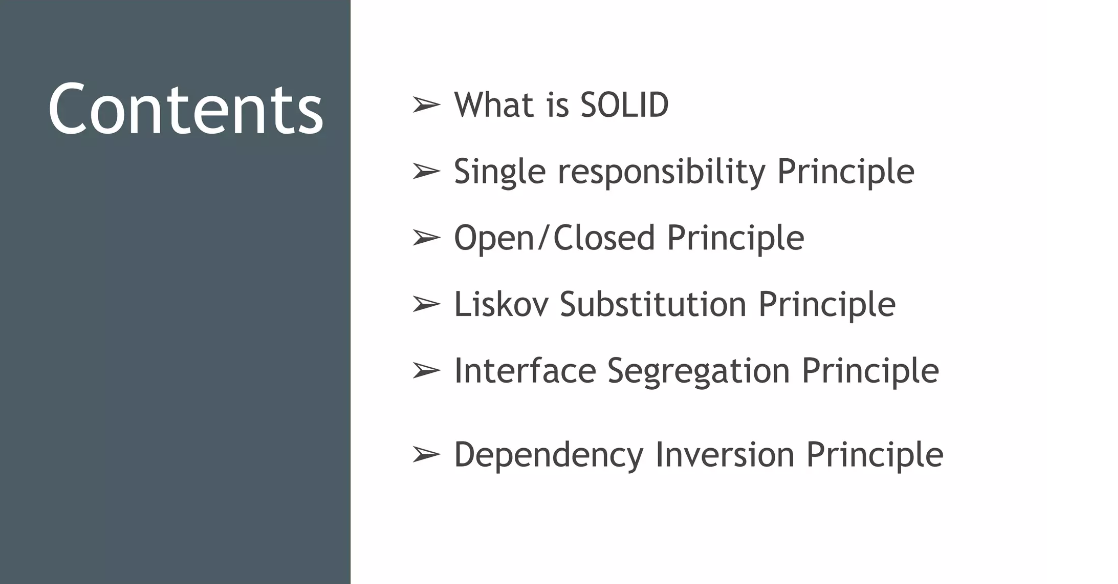 Contents
➢ What is SOLID
➢ Single responsibility Principle
➢ Open/Closed Principle
➢ Liskov Substitution Principle
➢ Interface Segregation Principle
➢ Dependency Inversion Principle